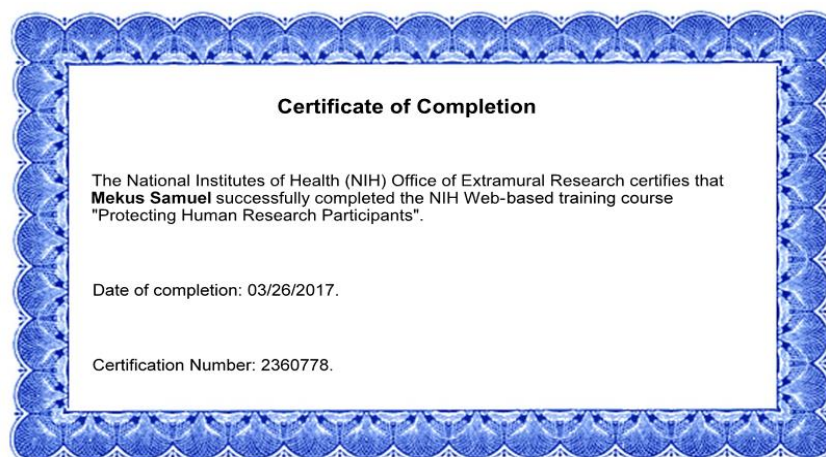 Certificate of Completion
The National Institutes of Health (NIH) Office of Extramural Research certifies that
Mekus Samuel successfully completed the NIH Web-based training course
"Protecting Human Research Participants".
Date of completion: 03/26/2017.
Certification Number: 2360778.